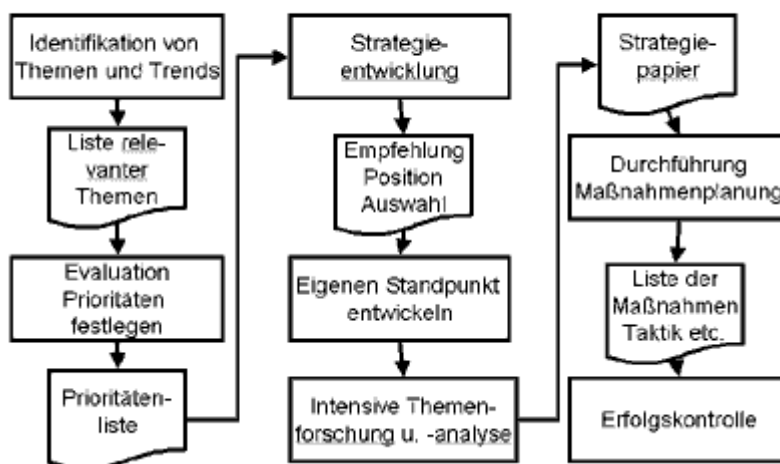 Identifikation von
Themen und Trends
Liste rele-
vanter
Themen
Evaluation
Prioritäten
festlegen
Prioritäten-
liste
Strategie-
entwicklung
Empfehlung
Position
Auswahl
Eigenen Standpunkt
entwickeln
Intensive Themen-
forschung u. -analyse
Strategie-
papier
Durchführung
Maßnahmenplanung
Liste der
Maßnahmen
Taktik etc.
Erfolgskontrolle